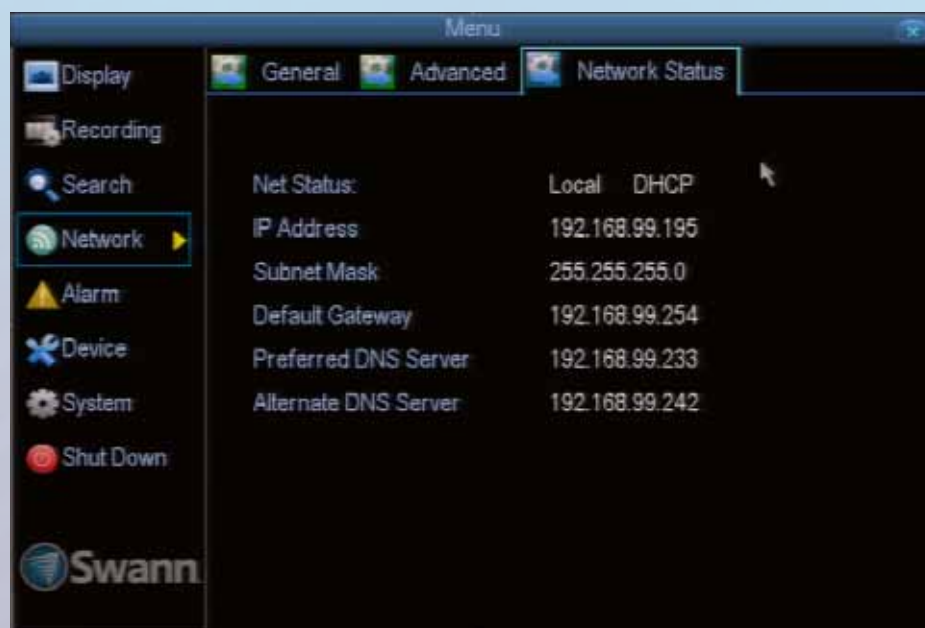 Menu
Display
Recording
Search
Network
Alarm
Device
System
Shut Down
Swann
General Advanced Network Status
Net Status: Local DHCP
IP Address 192.168.99.195
Subnet Mask 255.255.255.0
Default Gateway 192.168.99.254
Preferred DNS Server 192.168.99.233
Alternate DNS Server 192.168.99.242